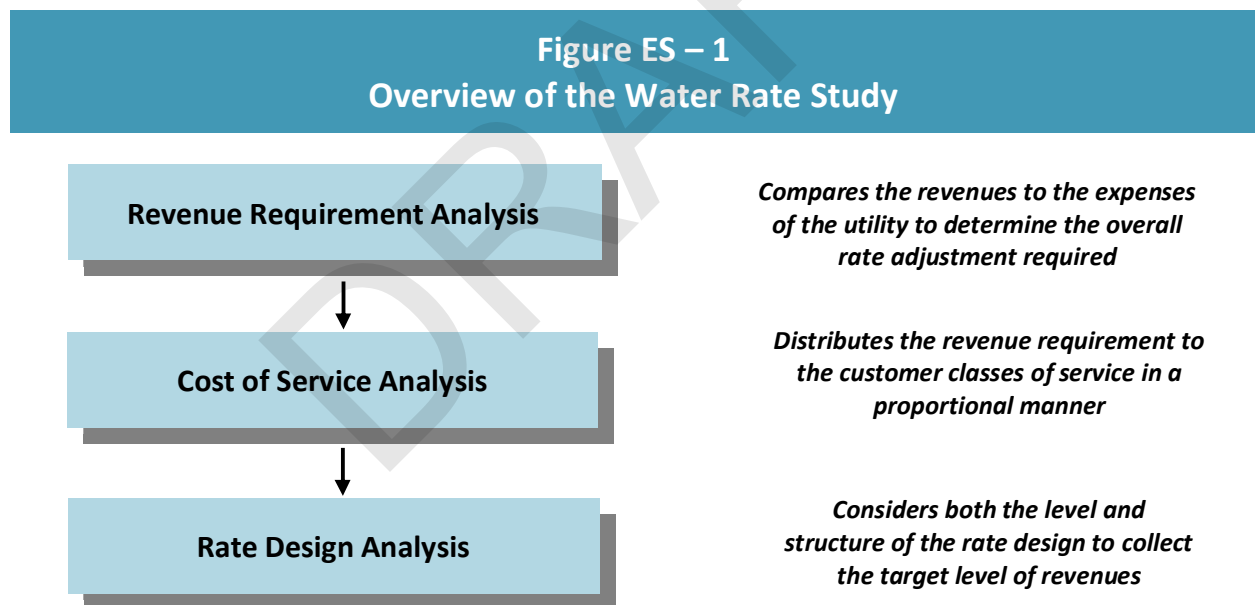 Figure ES – 1
Overview of the Water Rate Study
Revenue Requirement Analysis
Compares the revenues to the expenses
of the utility to determine the overall
rate adjustment required
Cost of Service Analysis
Distributes the revenue requirement to
the customer classes of service in a
proportional manner
Rate Design Analysis
Considers both the level and
structure of the rate design to collect
the target level of revenues